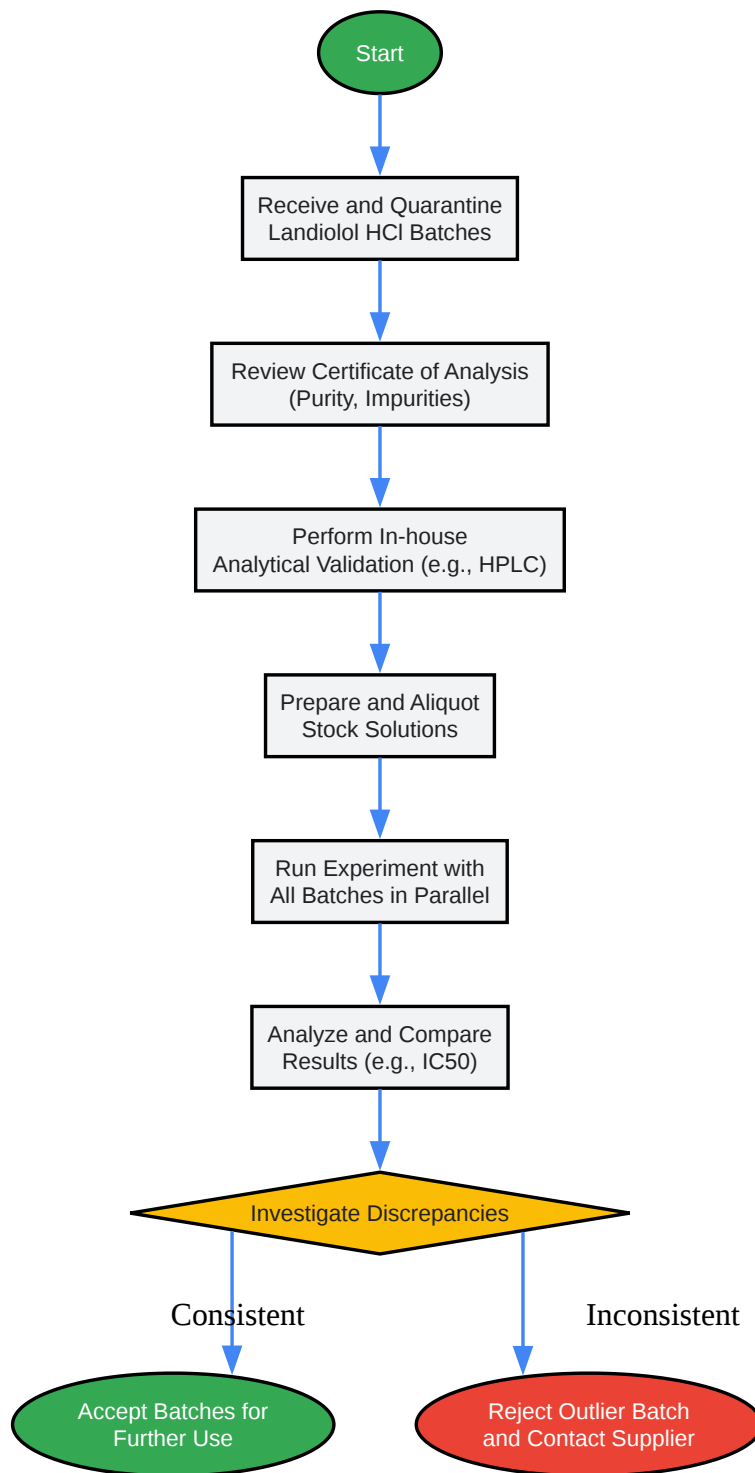 Start
Receive and Quarantine
Landiolol HCl Batches
Review Certificate of Analysis
(Purity, Impurities)
Perform In-house
Analytical Validation (e.g., HPLC)
Prepare and Aliquot
Stock Solutions
Run Experiment with
All Batches in Parallel
Analyze and Compare
Results (e.g., IC50)
Investigate Discrepancies
Consistent
Inconsistent
Accept Batches for
Further Use
Reject Outlier Batch
and Contact Supplier